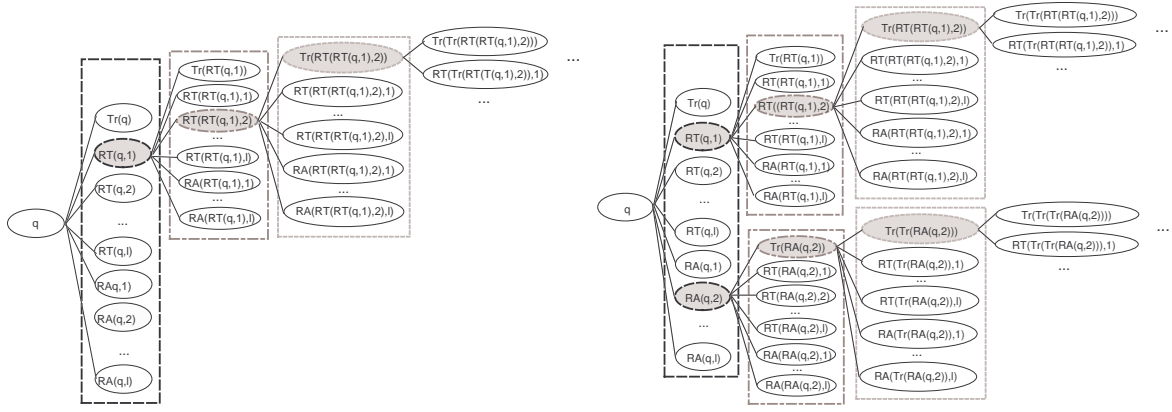 q
Tr(q)
RT(q,1)
RT(q,2)
...
RT(q,l)
RAq,1)
RA(q,2)
...
RA(q,l)
Tr(RT(q,1))
RT(RT(q,1),1)
RT(RT(q,1),2)
...
RT(RT(q,1),l)
RA(RT(q,1),1)
...
RA(RT(q,1),l)
Tr(RT(RT(q,1),2))
RT(RT(RT(q,1),2),1)
...
RT(RT(RT(q,1),2),l)
RA(RT(RT(q,1),2),1)
...
RA(RT(RT(q,1),2),l)
Tr(Tr(RT(RT(q,1),2)))
RT(Tr(RT(T(q,1),2)),1)
...
...
q
Tr(q)
RT(q,1)
RT(q,2)
...
RT(q,l)
RA(q,1)
RA(q,2)
...
RA(q,l)
Tr(RT(q,1))
RT(RT(q,1),1)
RT((RT(q,1),2)
...
RT(RT(q,1),l)
RA(RT(q,1),1)
...
RA(RT(q,1),l)
Tr(RT(RT(q,1),2))
RT(RT(RT(q,1),2),1)
...
RT(RT(RT(q,1),2),l)
RA(RT(RT(q,1),2),1)
...
RA(RT(RT(q,1),2),l)
Tr(Tr(RT(RT(q,1),2)))
RT(Tr(RT(RT(q,1),2)),1)
...
...
Tr(RA(q,2))
RT(RA(q,2),1)
RT(RA(q,2),2)
...
RT(RA(q,2),l)
RA(RA(q,2),1)
...
RA(RA(q,2),l)
Tr(Tr(RA(q,2)))
RT(Tr(RA(q,2)),1)
...
RT(Tr(RA(q,2)),l)
RA(Tr(RA(q,2)),1)
...
RA(Tr(RA(q,2)),l)
Tr(Tr(Tr(RA(q,2))))
RT(Tr(Tr(RA(q,2))),1)
...
...